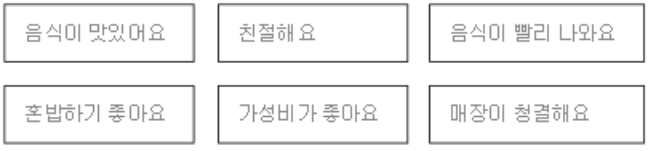 음식이 맛있어요
친절해요
음식이 빨리 나와요
혼밥하기 좋아요
가성비가 좋아요
매장이 청결해요